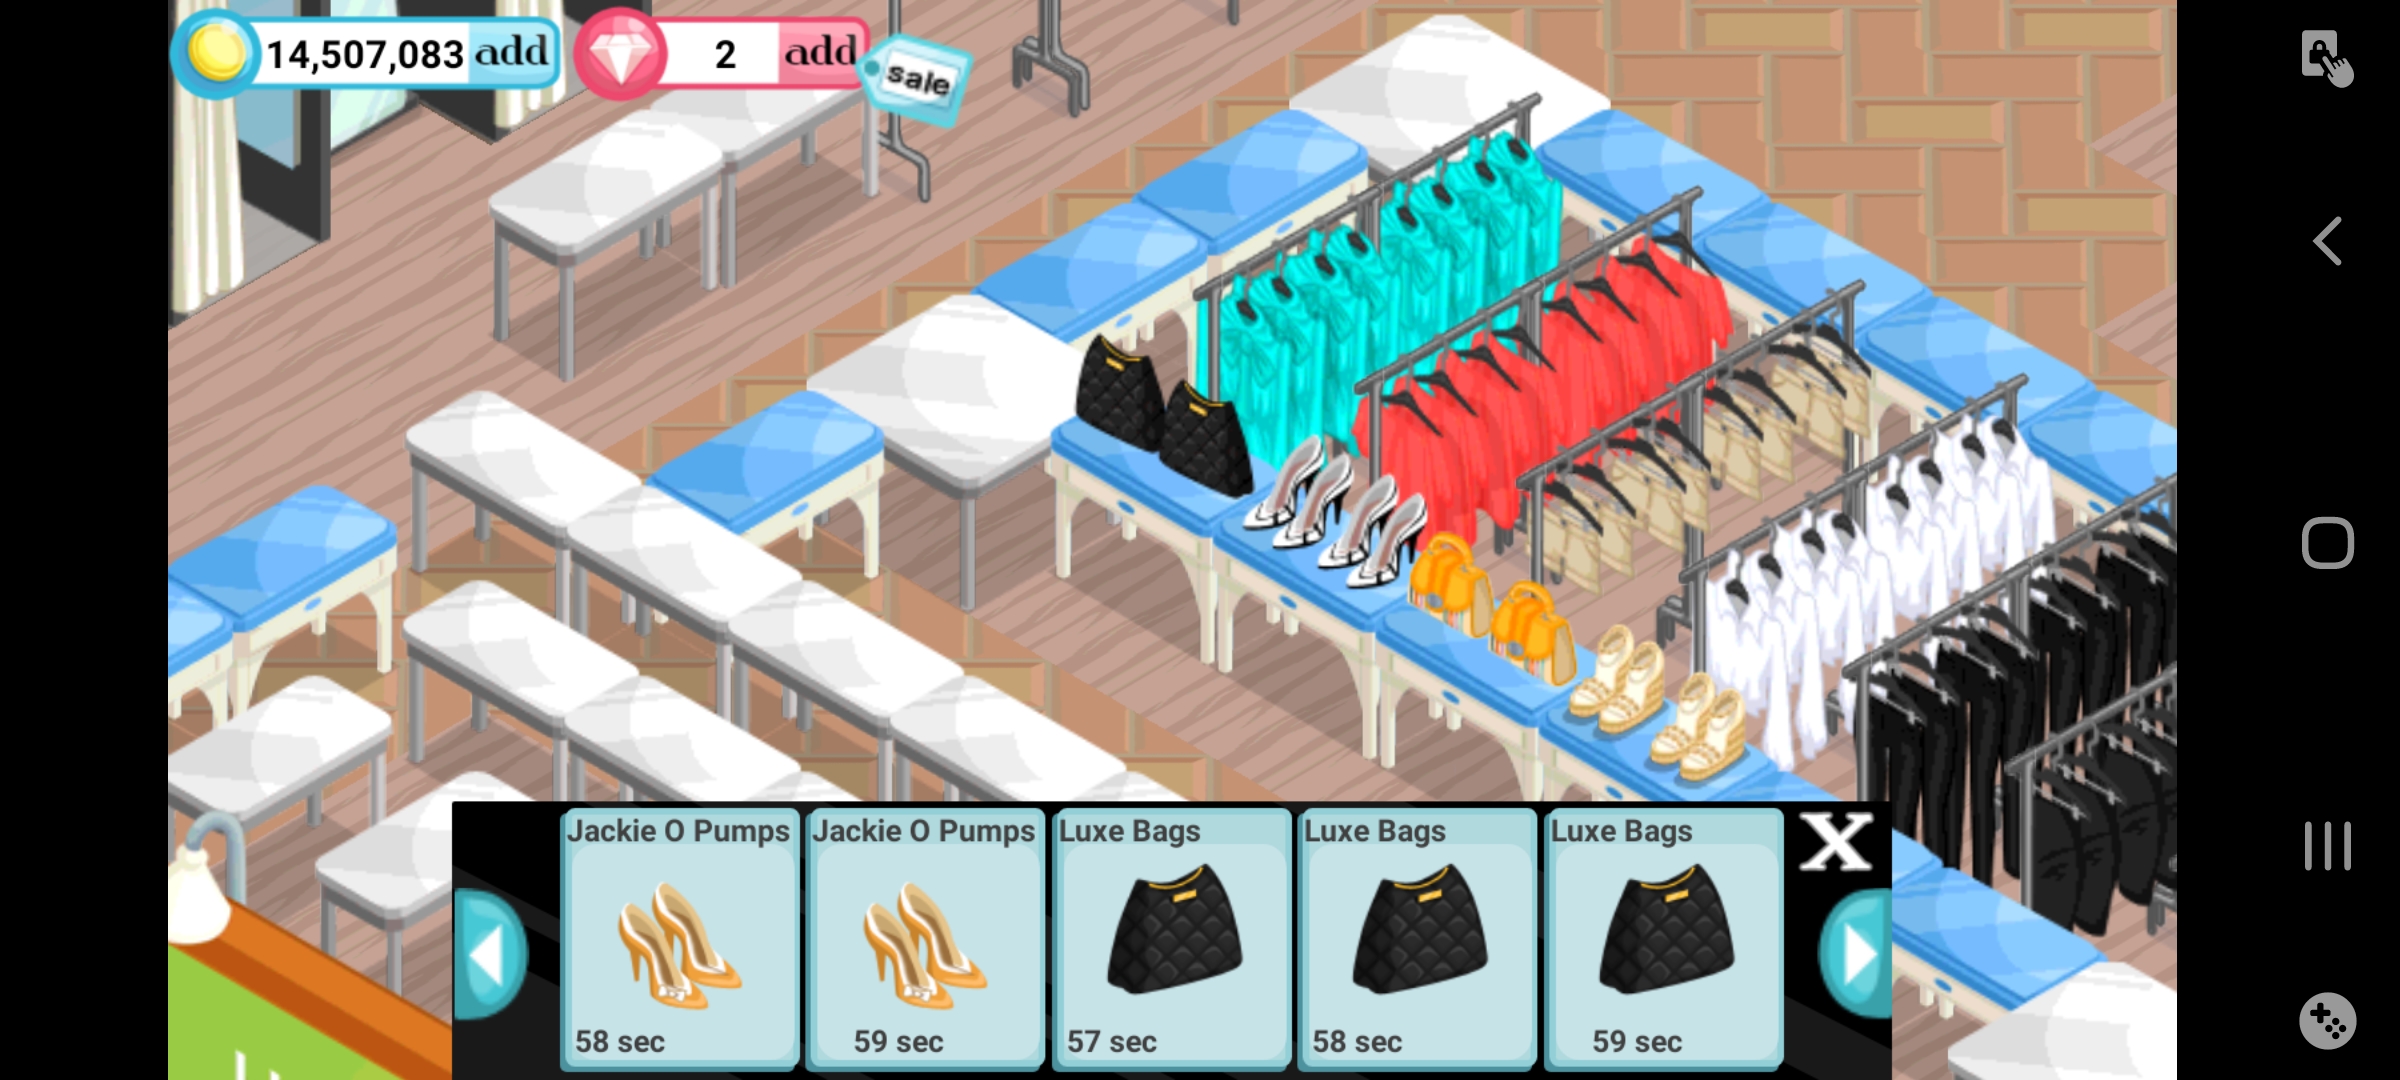 14,507,083 add
2 add
sale
Jackie O Pumps
58 sec
Jackie O Pumps
59 sec
Luxe Bags
57 sec
Luxe Bags
58 sec
Luxe Bags
59 sec
X